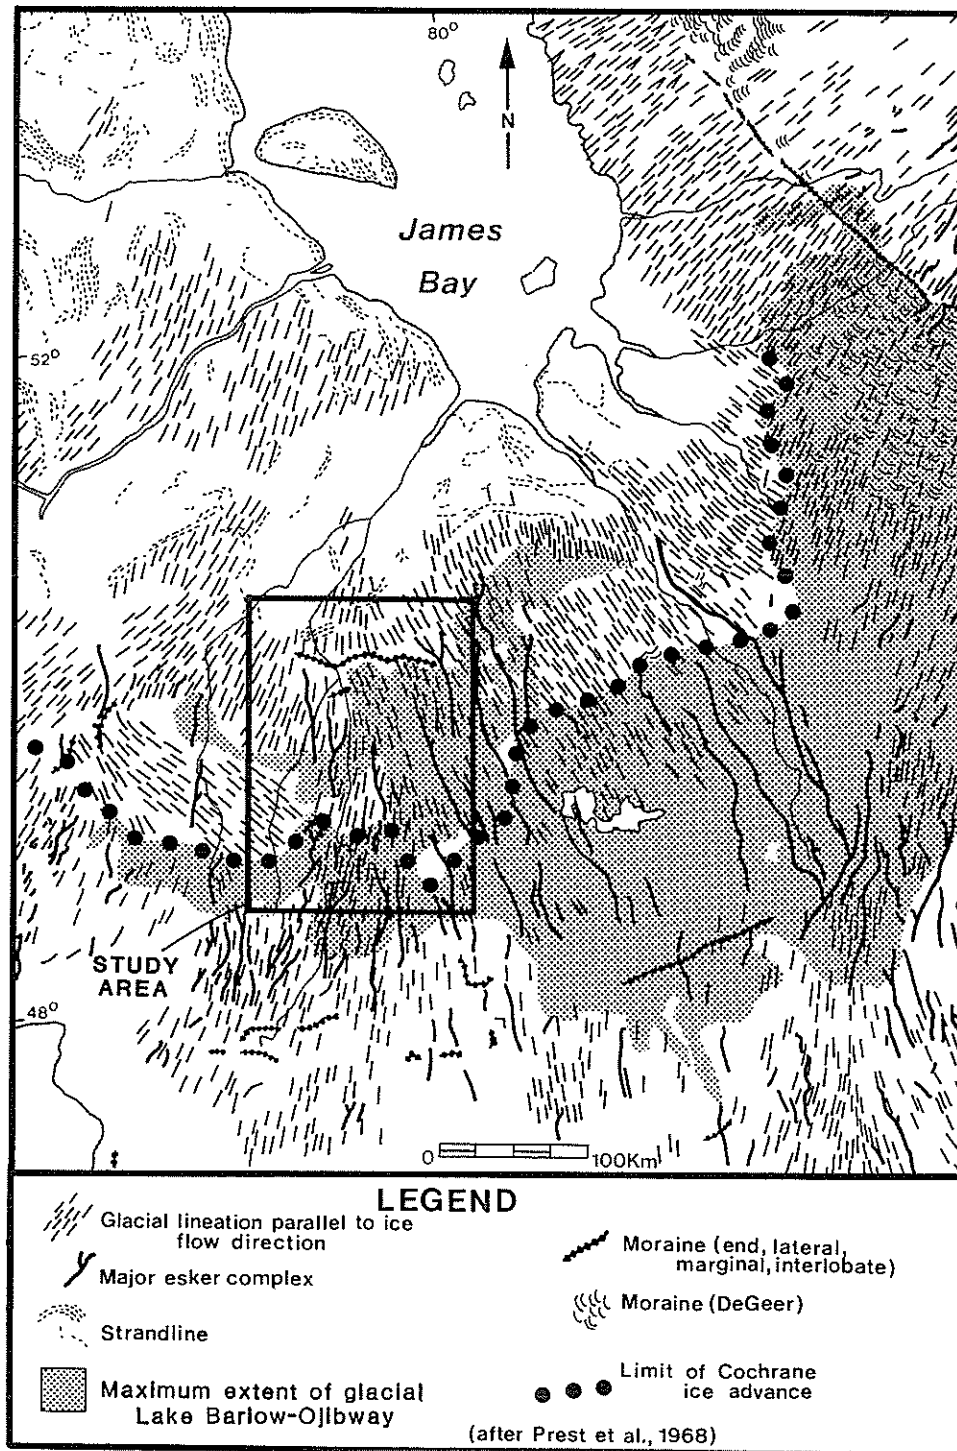 80°
N
James
Bay
52°
STUDY
AREA
48°
0
100Km
LEGEND
Glacial lineation parallel to ice
flow direction
Major esker complex
Strandline
Maximum extent of glacial
Lake Barlow-Ojibway
Moraine (end, lateral,
marginal, interlobate)
Moraine (DeGeer)
Limit of Cochrane
ice advance
(after Prest et al., 1968)